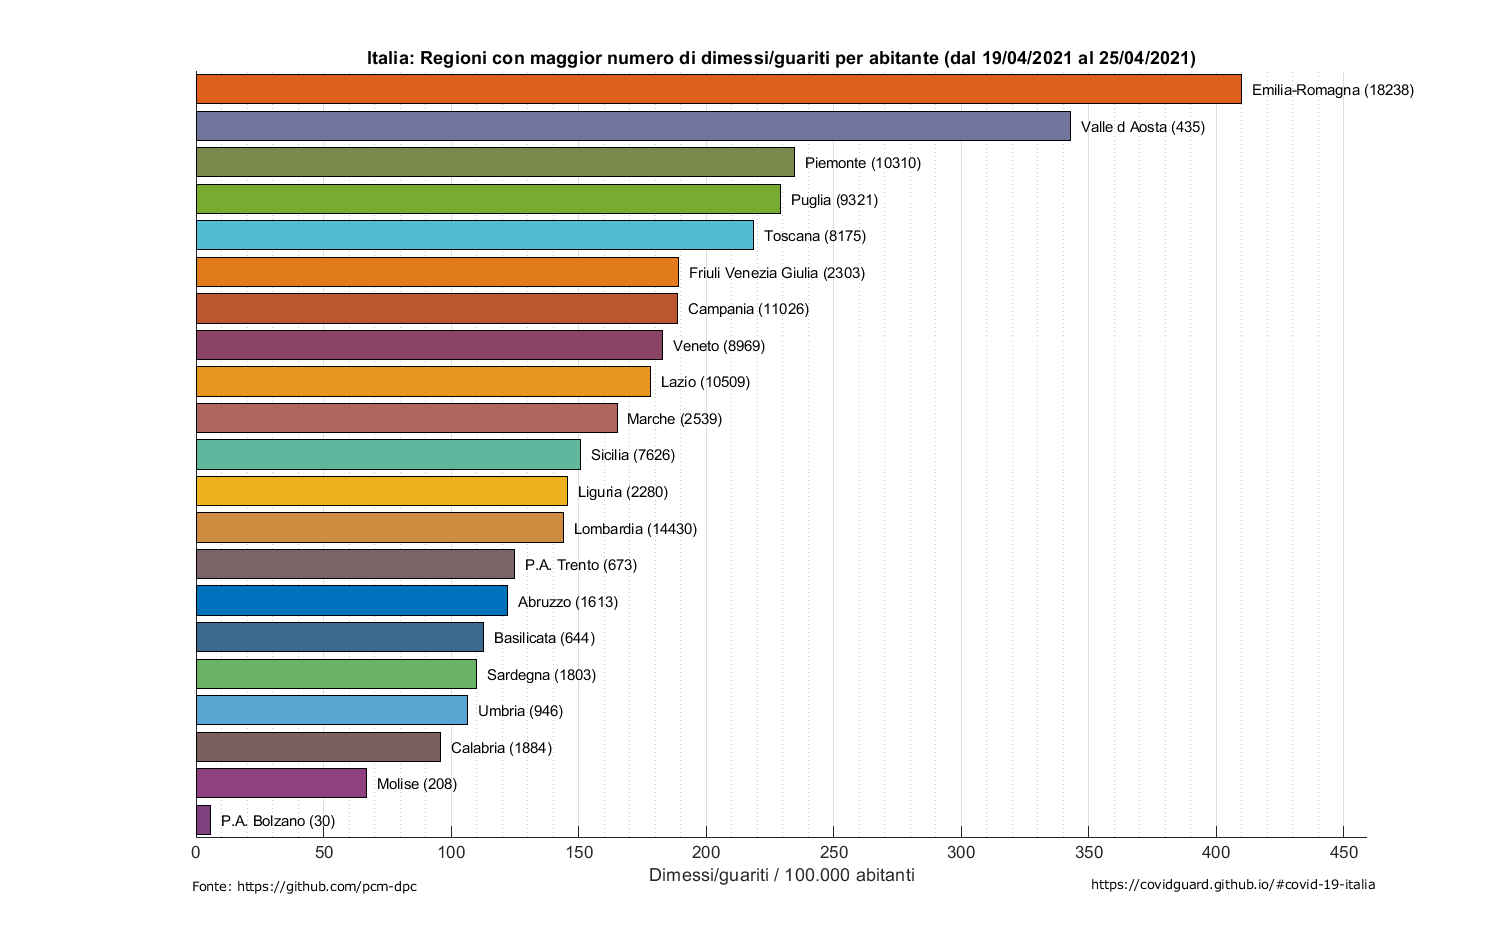 Italia: Regioni con maggior numero di dimessi/guariti per abitante (dal 19/04/2021 al 25/04/2021)
Emilia-Romagna (18238)
Valle d Aosta (435)
Piemonte (10310)
Puglia (9321)
Toscana (8175)
Friuli Venezia Giulia (2303)
Campania (11026)
Veneto (8969)
Lazio (10509)
Marche (2539)
Sicilia (7626)
Liguria (2280)
Lombardia (14430)
P.A. Trento (673)
Abruzzo (1613)
Basilicata (644)
Sardegna (1803)
Umbria (946)
Calabria (1884)
Molise (208)
P.A. Bolzano (30)
0 50 100 150 200 250 300 350 400 450
Dimessi/guariti / 100.000 abitanti
Fonte: https://github.com/pcm-dpc
https://covidguard.github.io/#covid-19-italia